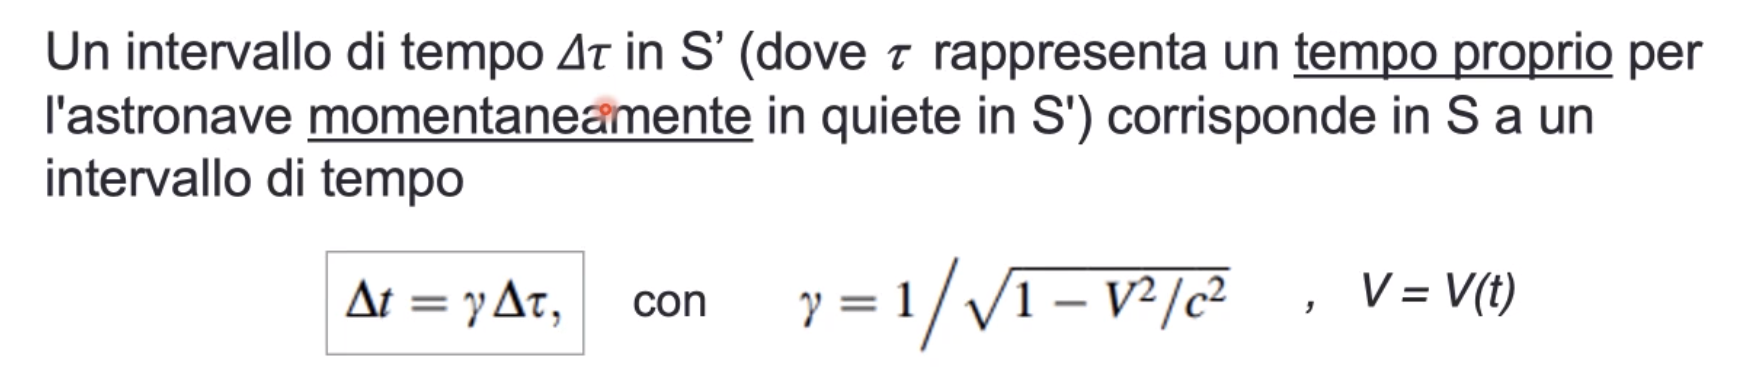 Un intervallo di tempo Δτ in S’ (dove τ rappresenta un tempo proprio per
l'astronave momentaneamente in quiete in S') corrisponde in S a un
intervallo di tempo
Δt = γ Δτ, con γ = 1/√1 − V²/c² , V = V(t)